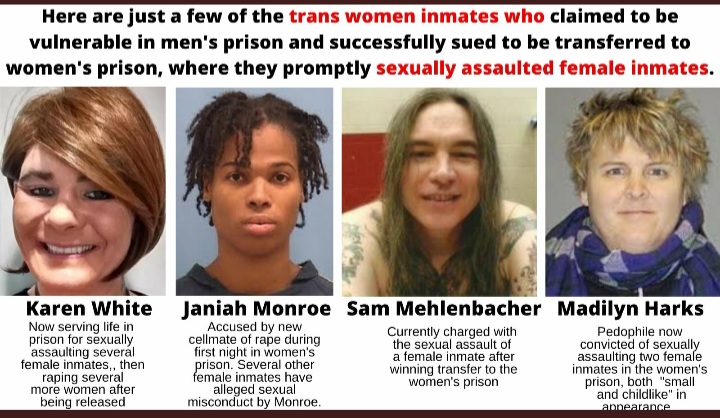 Here are just a few of the trans women inmates who claimed to be
vulnerable in men's prison and successfully sued to be transferred to
women's prison, where they promptly sexually assaulted female inmates.
Karen White
Now serving life in
prison for sexually
assaulting several
female inmates,, then
raping several
more women after
being released
Janiah Monroe
Accused by new
cellmate of rape during
first night in women's
prison. Several other
female inmates have
alleged sexual
misconduct by Monroe.
Sam Mehlenbacher
Currently charged with
the sexual assault of
a female inmate after
winning transfer to the
women's prison
Madilyn Harks
Pedophile now
convicted of sexually
assaulting two female
inmates in the women's
prison, both "small
and childlike" in
appearance